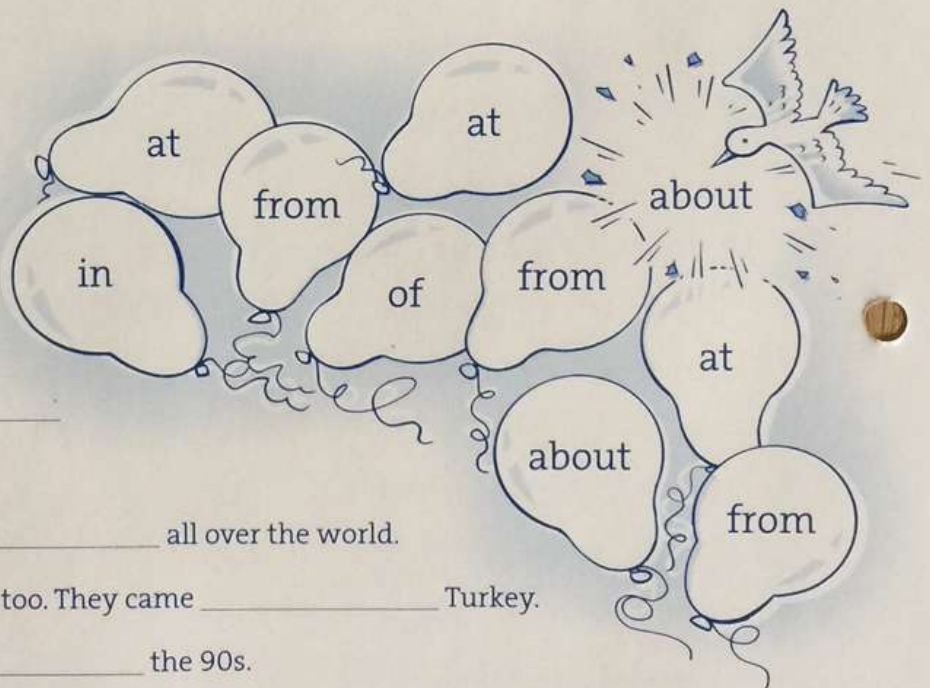 at
at
from
about
in
of
from
at
about
from
all over the world.
too. They came ____________ Turkey.
the 90s.